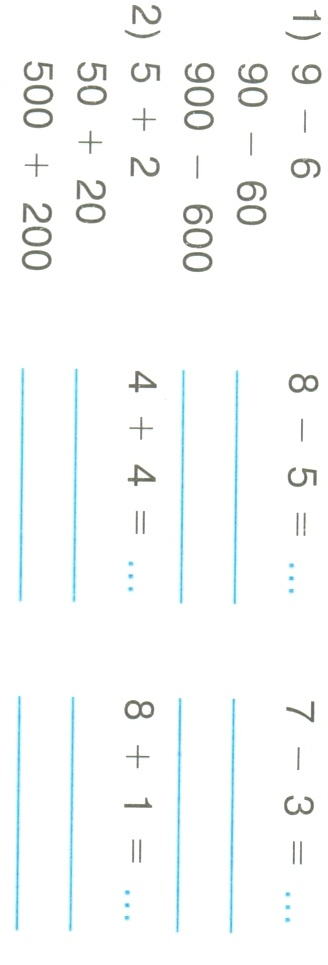 1) 9 − 6 8 − 5 = ... 7 − 3 = ...
90 − 60
900 − 600
2) 5 + 2 4 + 4 = ... 8 + 1 = ...
50 + 20
500 + 200